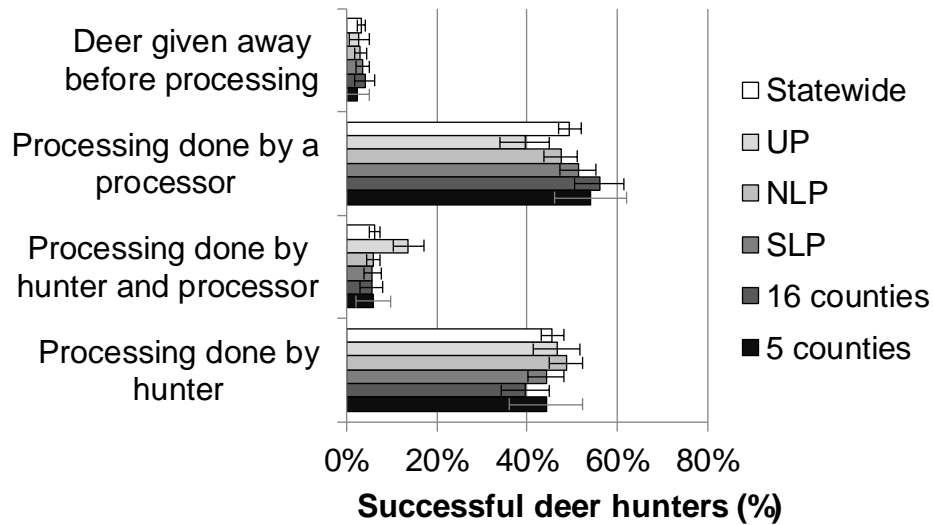 Deer given away
before processing
Processing done by a
processor
Processing done by
hunter and processor
Processing done by
hunter
Statewide
UP
NLP
SLP
16 counties
5 counties
0% 20% 40% 60% 80%
Successful deer hunters (%)